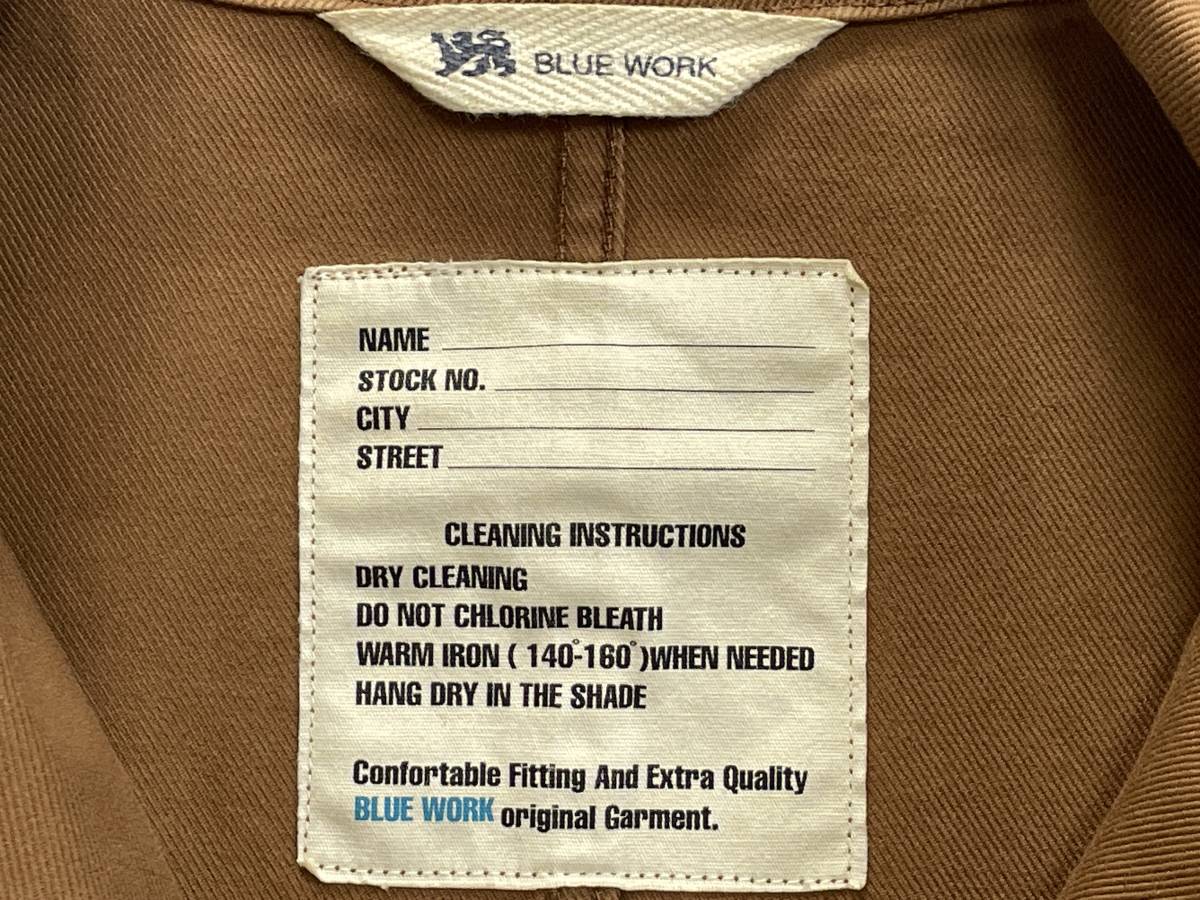 BLUE WORK
NAME
STOCK NO.
CITY
STREET
CLEANING INSTRUCTIONS
DRY CLEANING
DO NOT CHLORINE BLEATH
WARM IRON ( 140°-160° )WHEN NEEDED
HANG DRY IN THE SHADE
Confortable Fitting And Extra Quality
BLUE WORK original Garment.